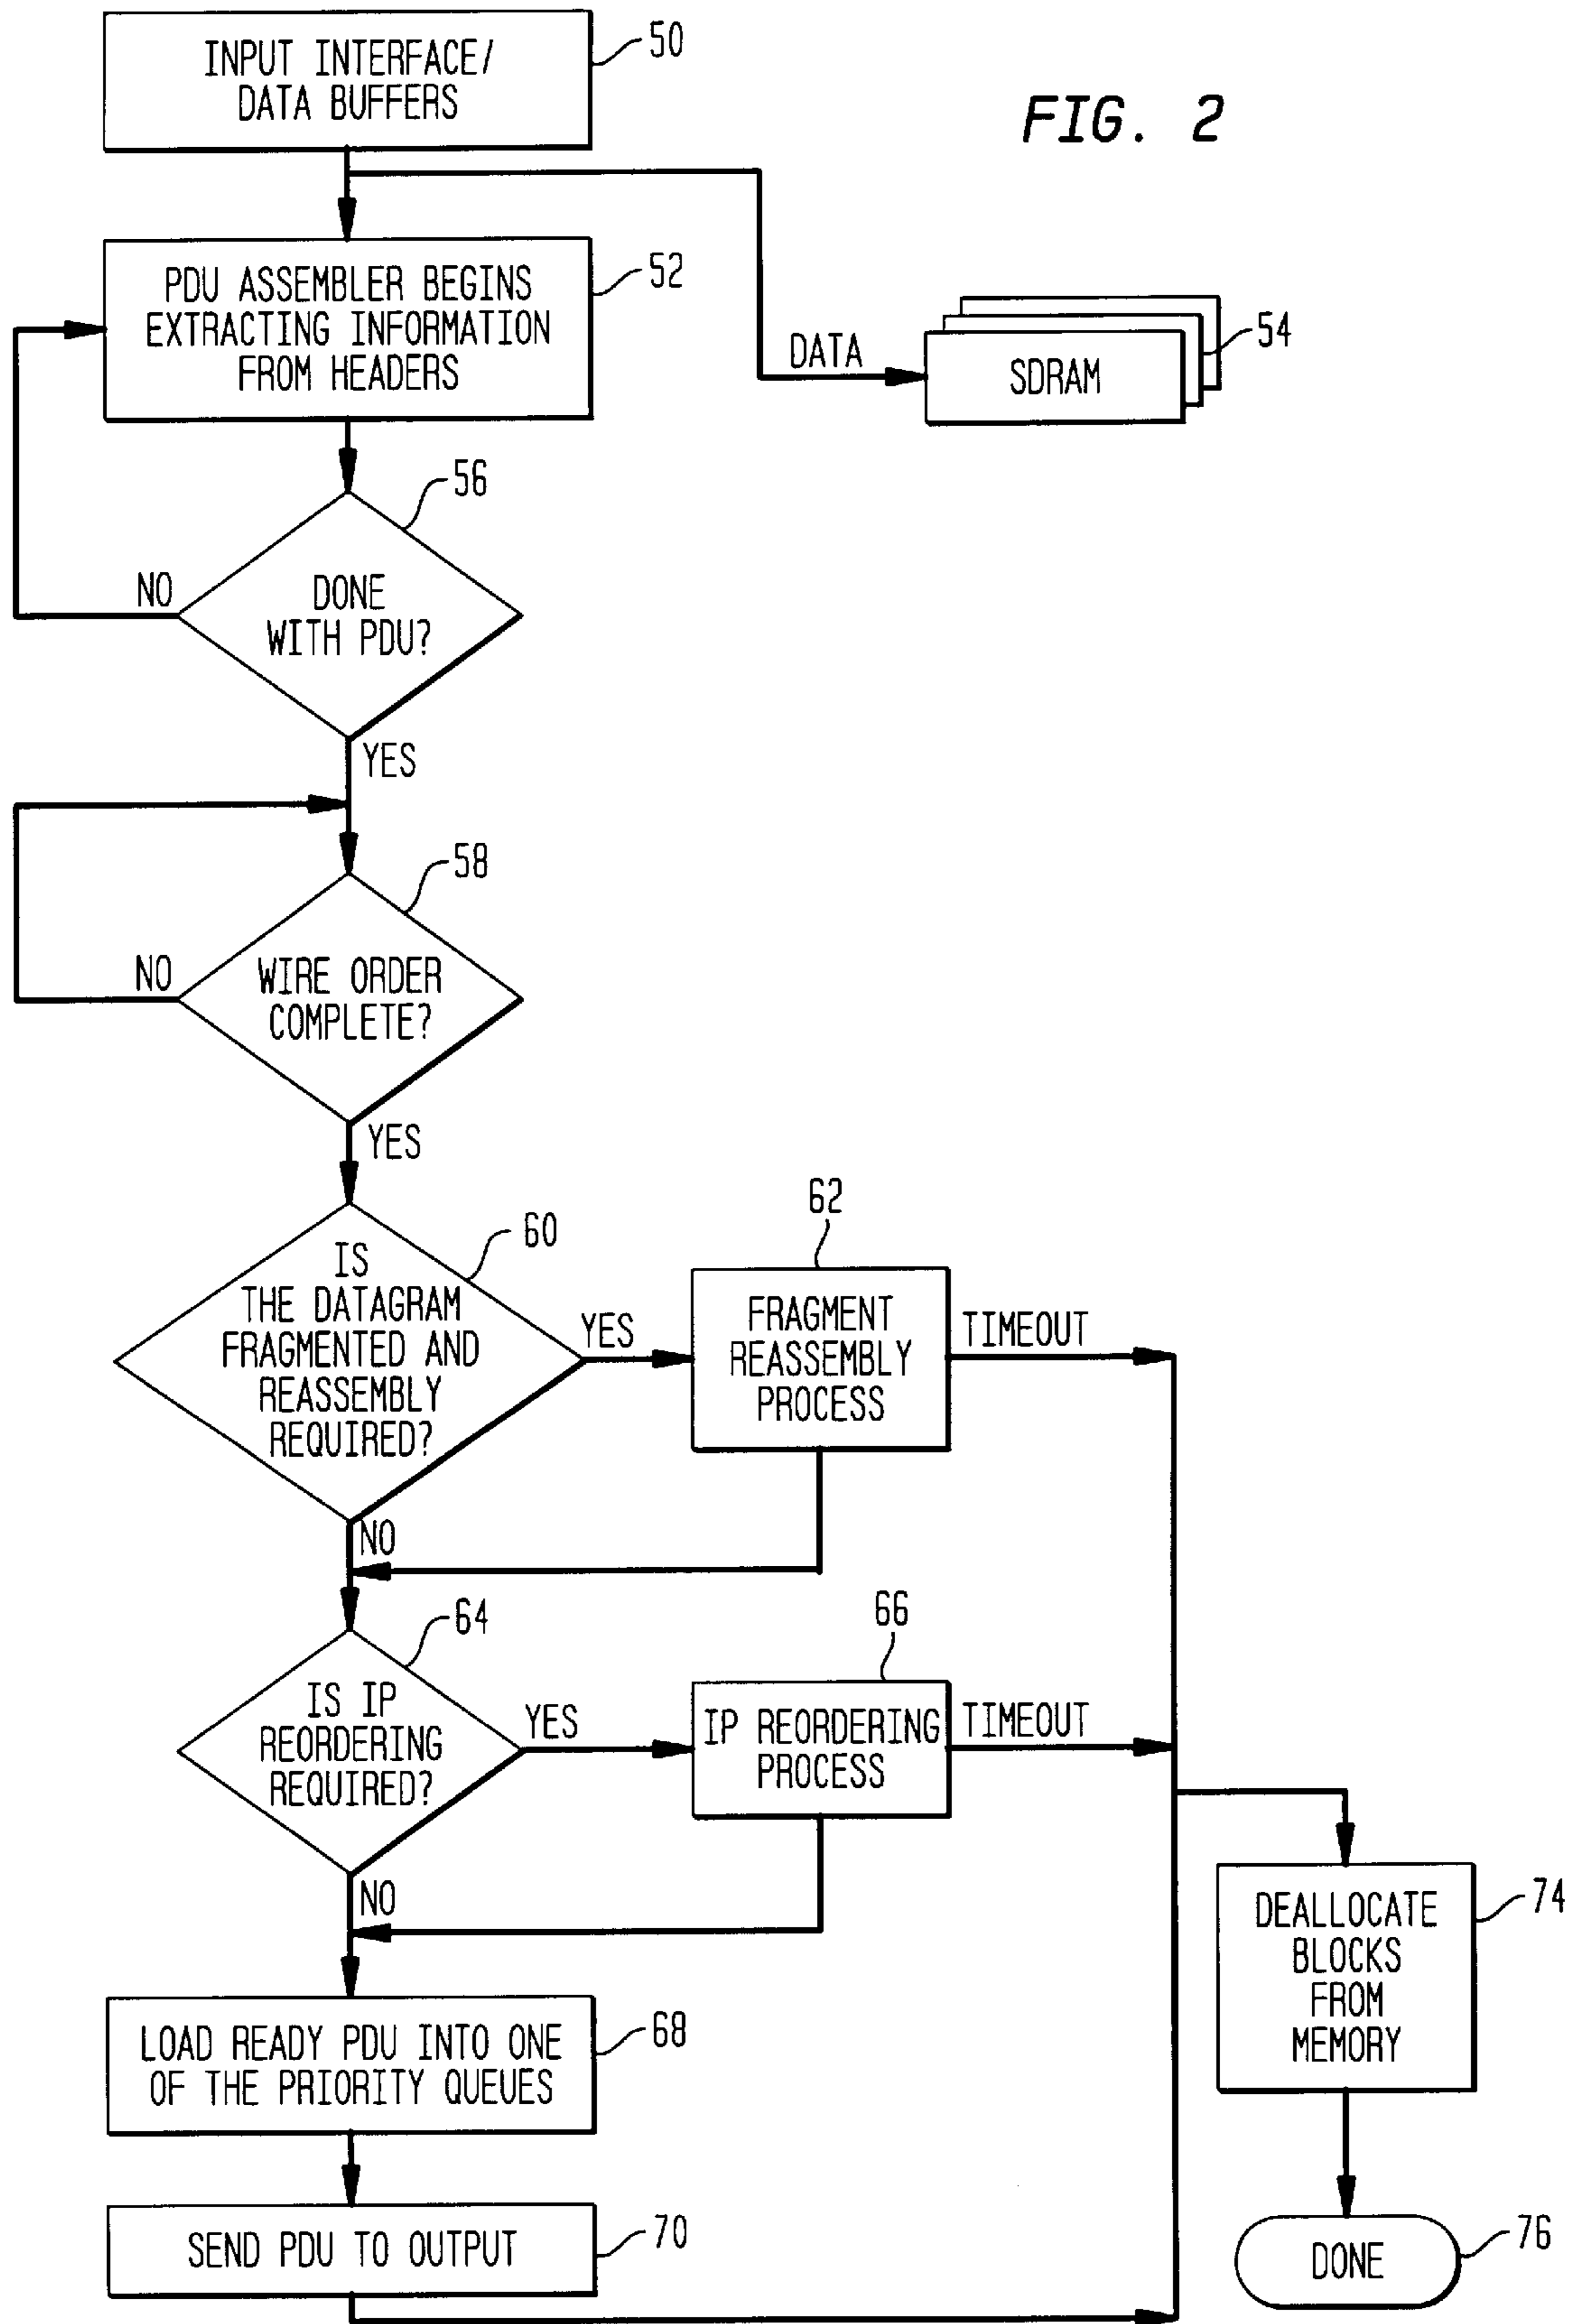 INPUT INTERFACE/
DATA BUFFERS
50
FIG. 2
PDU ASSEMBLER BEGINS
EXTRACTING INFORMATION
FROM HEADERS
52
DATA
SDRAM
54
56
DONE
WITH PDU?
NO
YES
58
WIRE ORDER
COMPLETE?
NO
YES
60
IS
THE DATAGRAM
FRAGMENTED AND
REASSEMBLY
REQUIRED?
YES
62
FRAGMENT
REASSEMBLY
PROCESS
TIMEOUT
NO
64
IS IP
REORDERING
REQUIRED?
YES
66
IP REORDERING
PROCESS
TIMEOUT
NO
LOAD READY PDU INTO ONE
OF THE PRIORITY QUEUES
68
DEALLOCATE
BLOCKS
FROM
MEMORY
74
SEND PDU TO OUTPUT
70
DONE
76